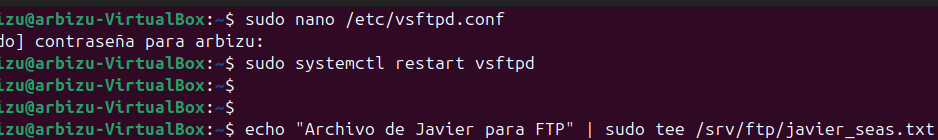 izu@arbizu-VirtualBox:~$ sudo nano /etc/vsftpd.conf
do] contraseña para arbizu:
izu@arbizu-VirtualBox:~$ sudo systemctl restart vsftpd
izu@arbizu-VirtualBox:~$
izu@arbizu-VirtualBox:~$
izu@arbizu-VirtualBox:~$ echo "Archivo de Javier para FTP" | sudo tee /srv/ftp/javier_seas.txt